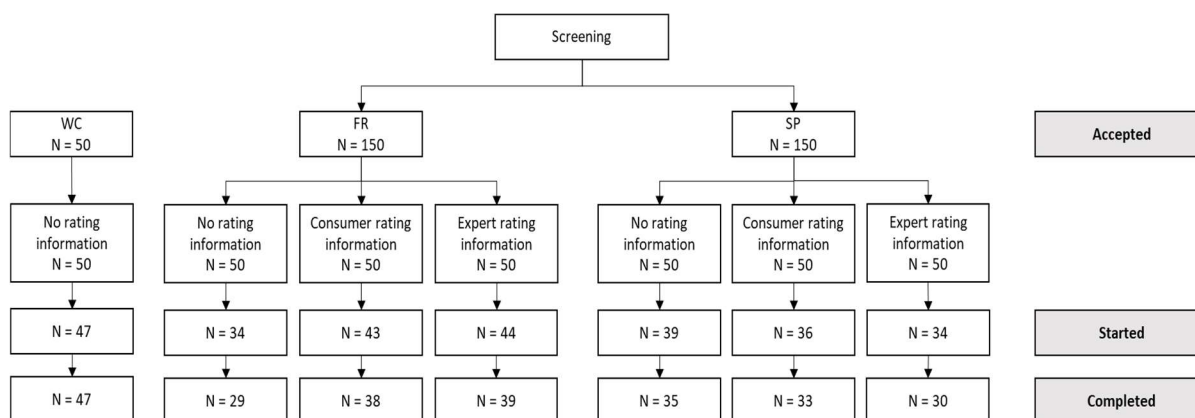 Screening
WC
N = 50
FR
N = 150
SP
N = 150
Accepted
No rating
information
N = 50
No rating
information
N = 50
Consumer rating
information
N = 50
Expert rating
information
N = 50
No rating
information
N = 50
Consumer rating
information
N = 50
Expert rating
information
N = 50
N = 47
N = 34
N = 43
N = 44
N = 39
N = 36
N = 34
Started
N = 47
N = 29
N = 38
N = 39
N = 35
N = 33
N = 30
Completed